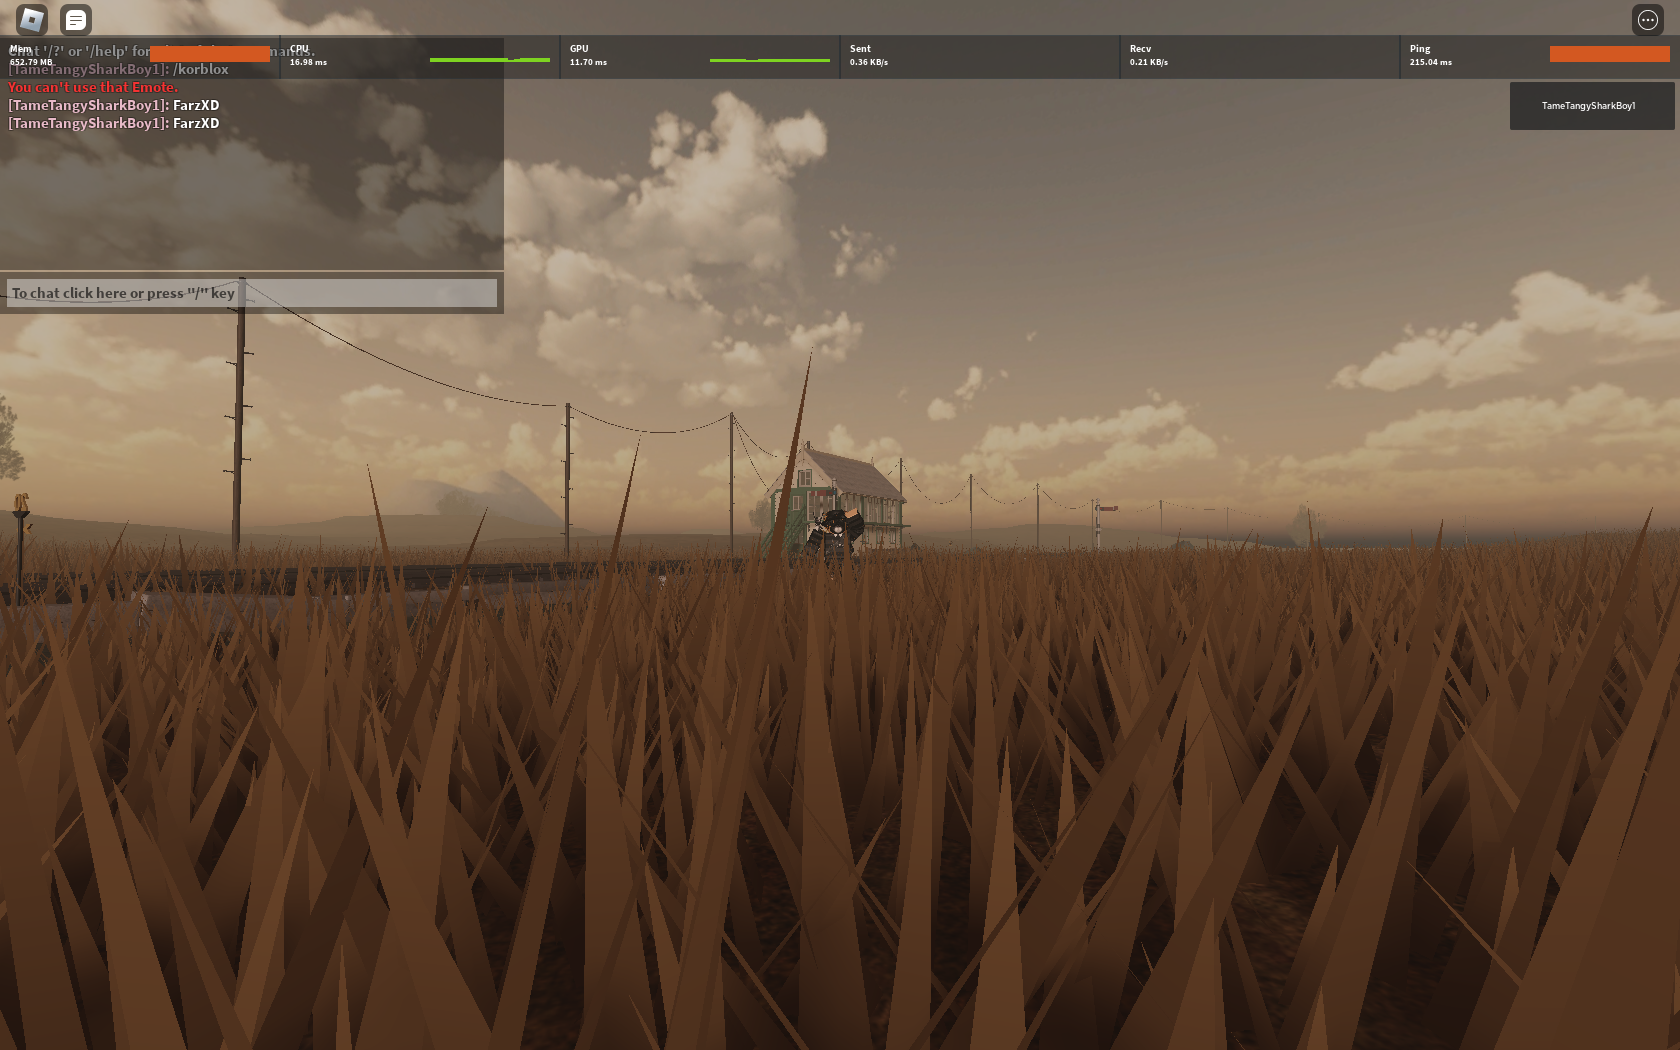 Mem
652.79 MB
CPU
16.98 ms
GPU
11.70 ms
Sent
0.36 KB/s
Recv
0.21 KB/s
Ping
215.04 ms
Chat '/?' or '/help' for
mands.
[TameTangySharkBoy1]: /korblox
You can't use that Emote.
[TameTangySharkBoy1]: FarzXD
[TameTangySharkBoy1]: FarzXD
To chat click here or press "/" key
TameTangySharkBoy1